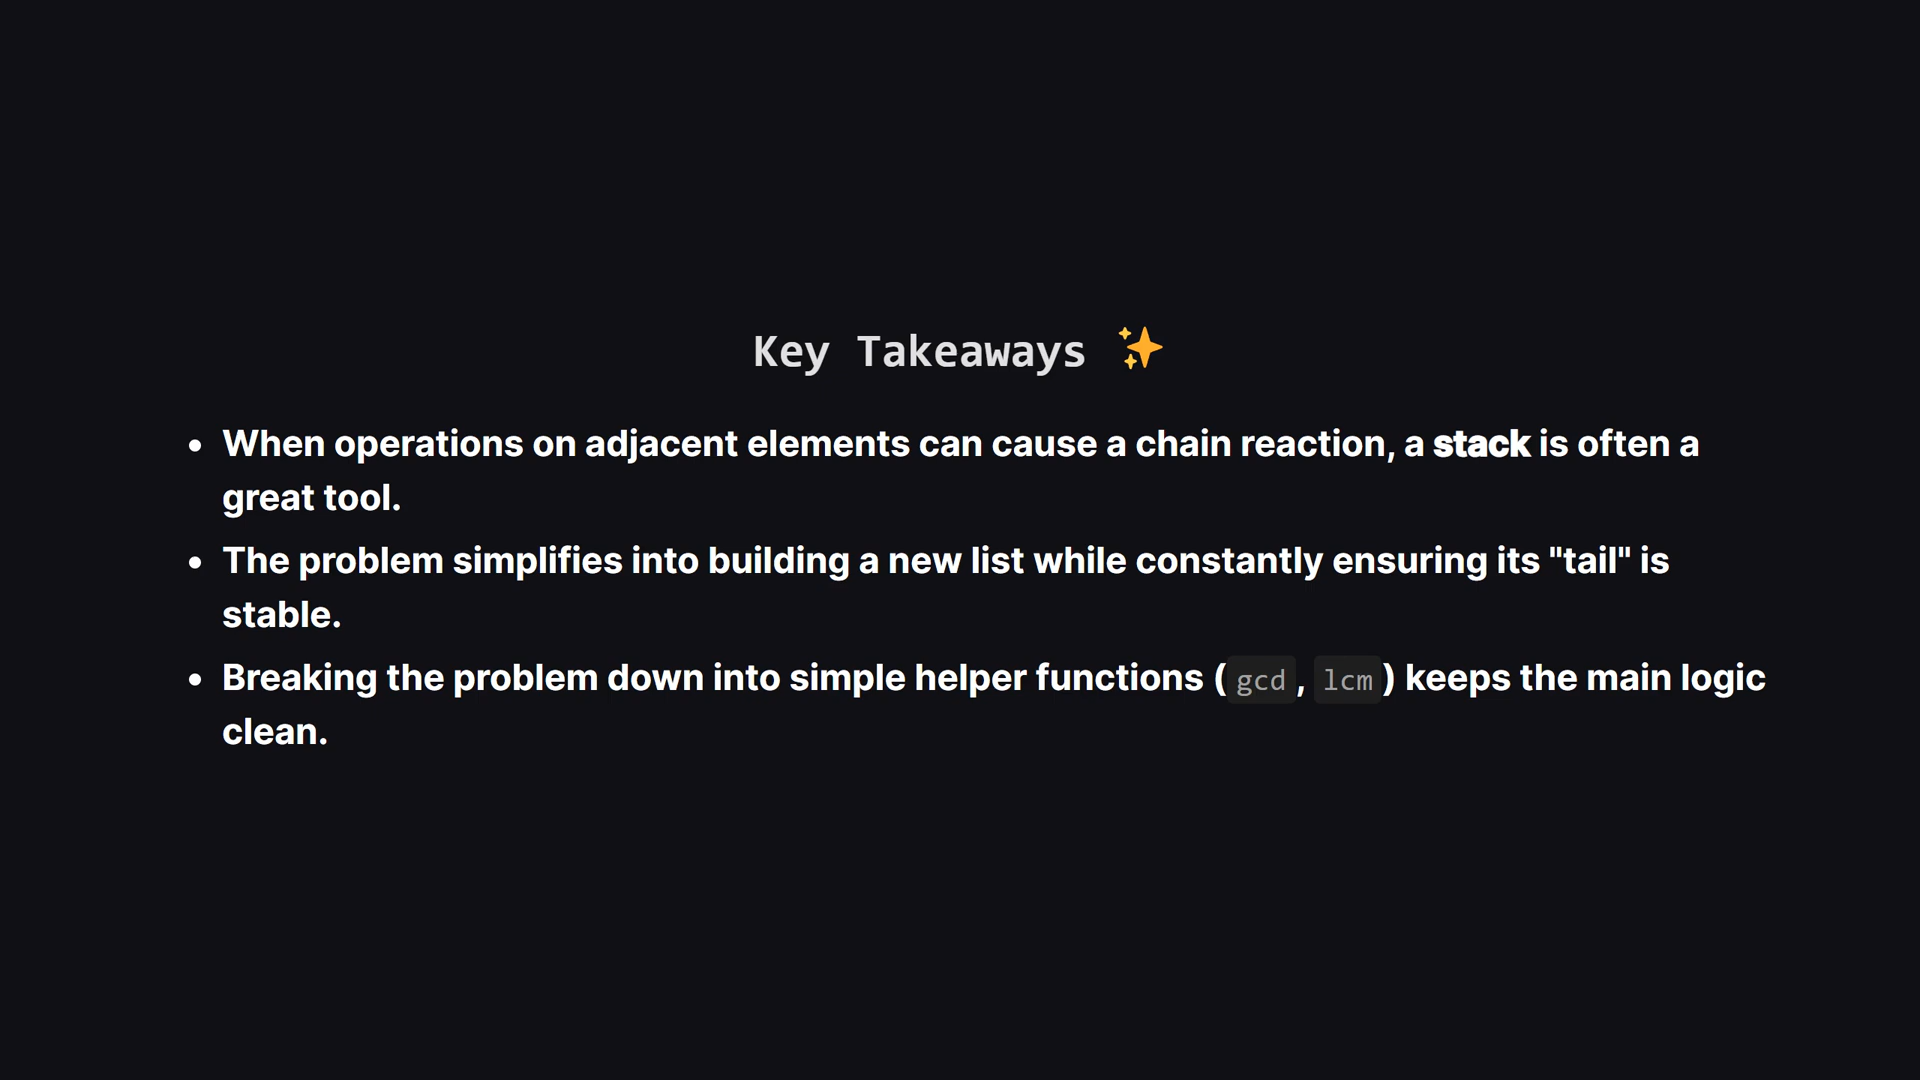 Key Takeaways ✨
• When operations on adjacent elements can cause a chain reaction, a stack is often a
great tool.
• The problem simplifies into building a new list while constantly ensuring its "tail" is
stable.
• Breaking the problem down into simple helper functions (gcd, lcm) keeps the main logic
clean.